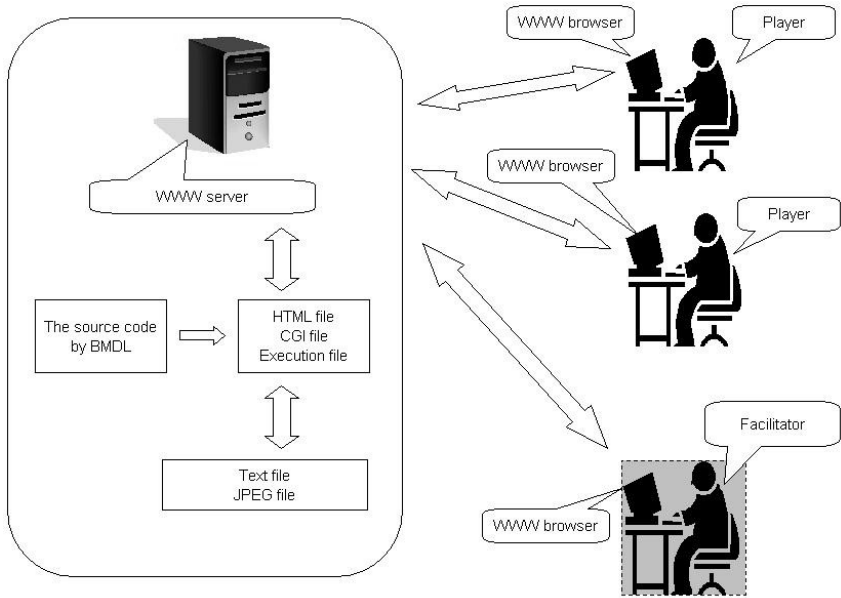 WWW server
The source code
by BMDL
HTML file
CGI file
Execution file
Text file
JPEG file
WWW browser
Player
WWW browser
Player
Facilitator
WWW browser